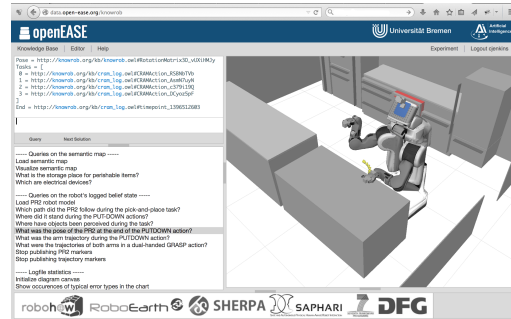 data.open-ease.org/knowrob
openEASE
Universität Bremen
Artificial
Intelligence
Knowledge Base
Editor
Help
Experiment
Logout cjenkins
Pose = http://knowrob.org/kb/knowrob.owl#RotationMatrix3D_vUXiHMJy
Tasks = [
0 = http://knowrob.org/kb/cram_log.owl#CRAMAction_RSBNbTVb
1 = http://knowrob.org/kb/cram_log.owl#CRAMAction_AsmN7uyN
2 = http://knowrob.org/kb/cram_log.owl#CRAMAction_c379i19Q
3 = http://knowrob.org/kb/cram_log.owl#CRAMAction_DCyoz5pF
]
End = http://knowrob.org/kb/cram_log.owl#timepoint_1396512603
Query
Next Solution
----- Queries on the semantic map -----
Load semantic map
Visualize semantic map
What is the storage place for perishable items?
Which are electrical devices?
----- Queries on the robot's logged belief state -----
Load PR2 robot model
Which path did the PR2 follow during the pick-and-place task?
Where did it stand during the PUT-DOWN actions?
Where have objects been perceived during the task?
What was the pose of the PR2 at the end of the PUTDOWN action?
What was the arm trajectory during the PUTDOWN action?
What were the trajectories of both arms in a dual-handed GRASP action?
Stop publishing PR2 markers
Stop publishing trajectory markers
----- Logfile statistics -----
Initialize diagram canvas
Show occurences of typical error types in the chart
roboh@w
RoboEarth
SHERPA
SAPHARI
7
DFG